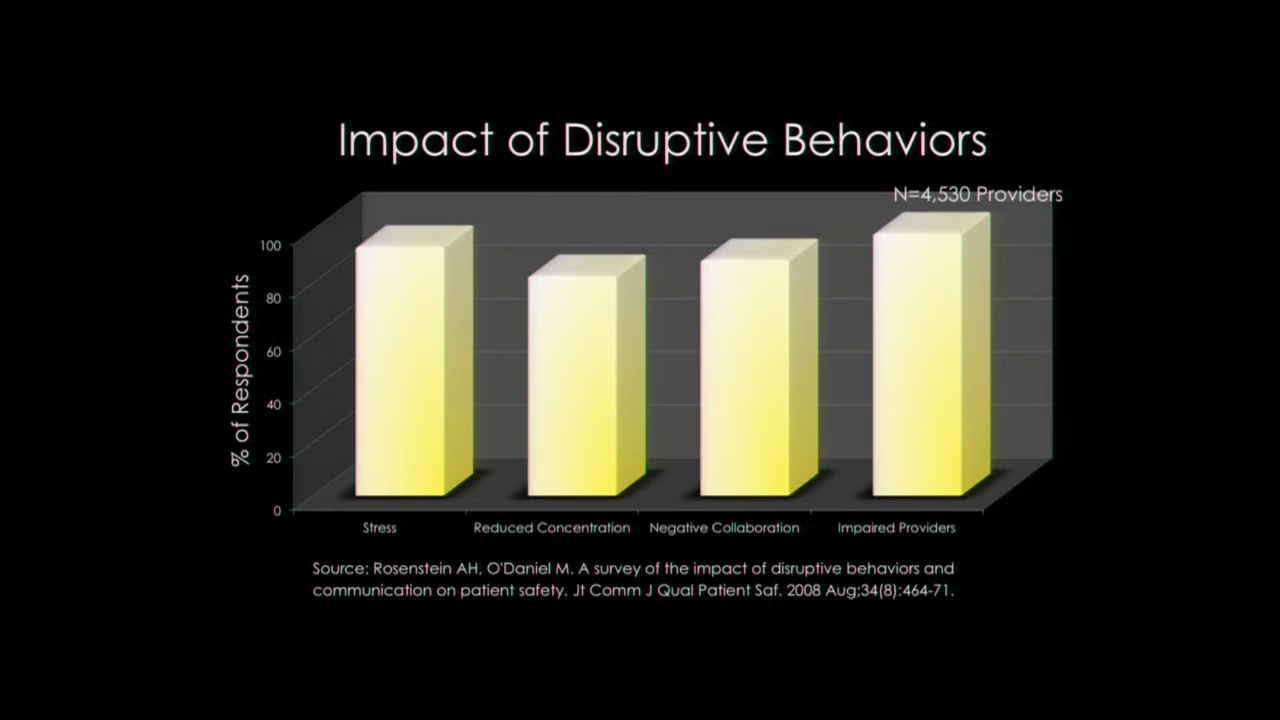 Impact of Disruptive Behaviors
N=4,530 Providers
% of Respondents
100
80
60
40
20
0
Stress
Reduced Concentration
Negative Collaboration
Impaired Providers
Source: Rosenstein AH, O'Daniel M. A survey of the impact of disruptive behaviors and
communication on patient safety. Jt Comm J Qual Patient Saf. 2008 Aug;34(8):464-71.